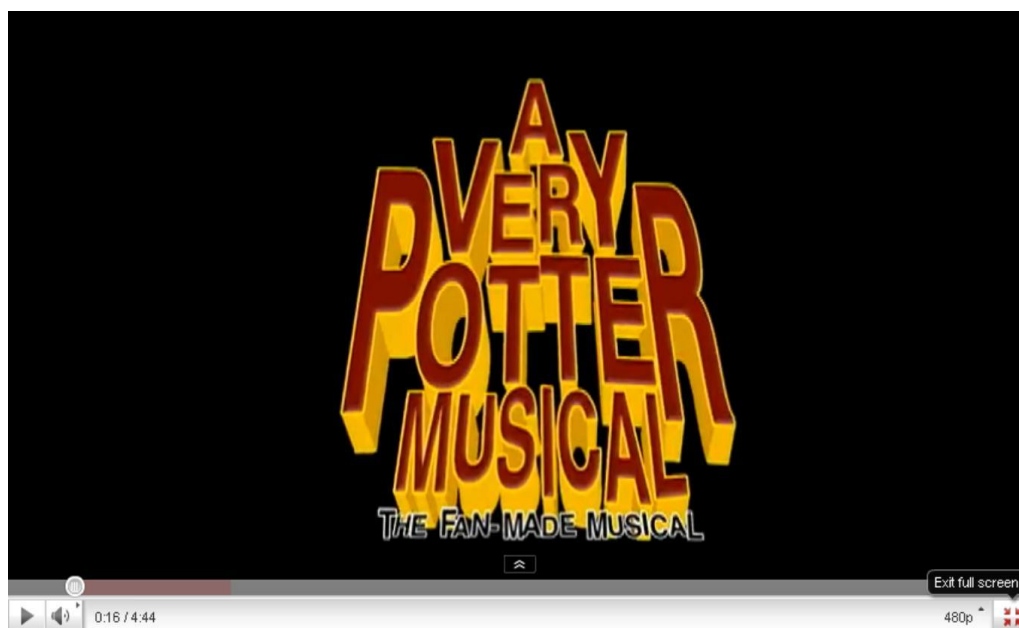 A
VERY
POTTER
MUSICAL
THE FAN-MADE MUSICAL
Exit full screen
0:16 / 4:44
480p